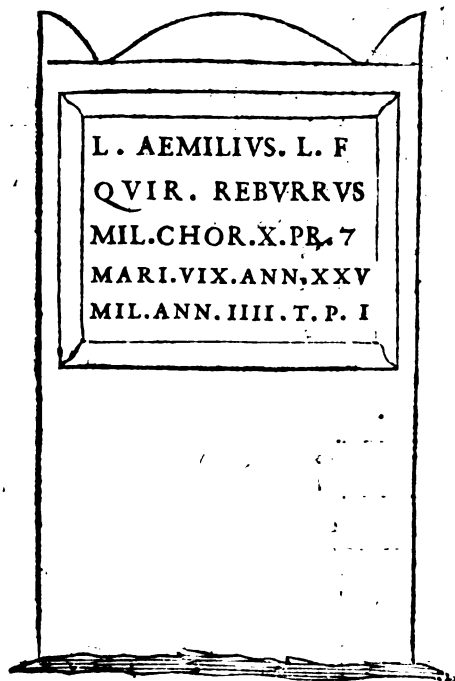 L. AEMILIVS. L. F
QVIR. REBVRRVS
MIL.CHOR.X.PR.7
MARI.VIX.ANN,XXV
MIL.ANN.IIII.T.P.I